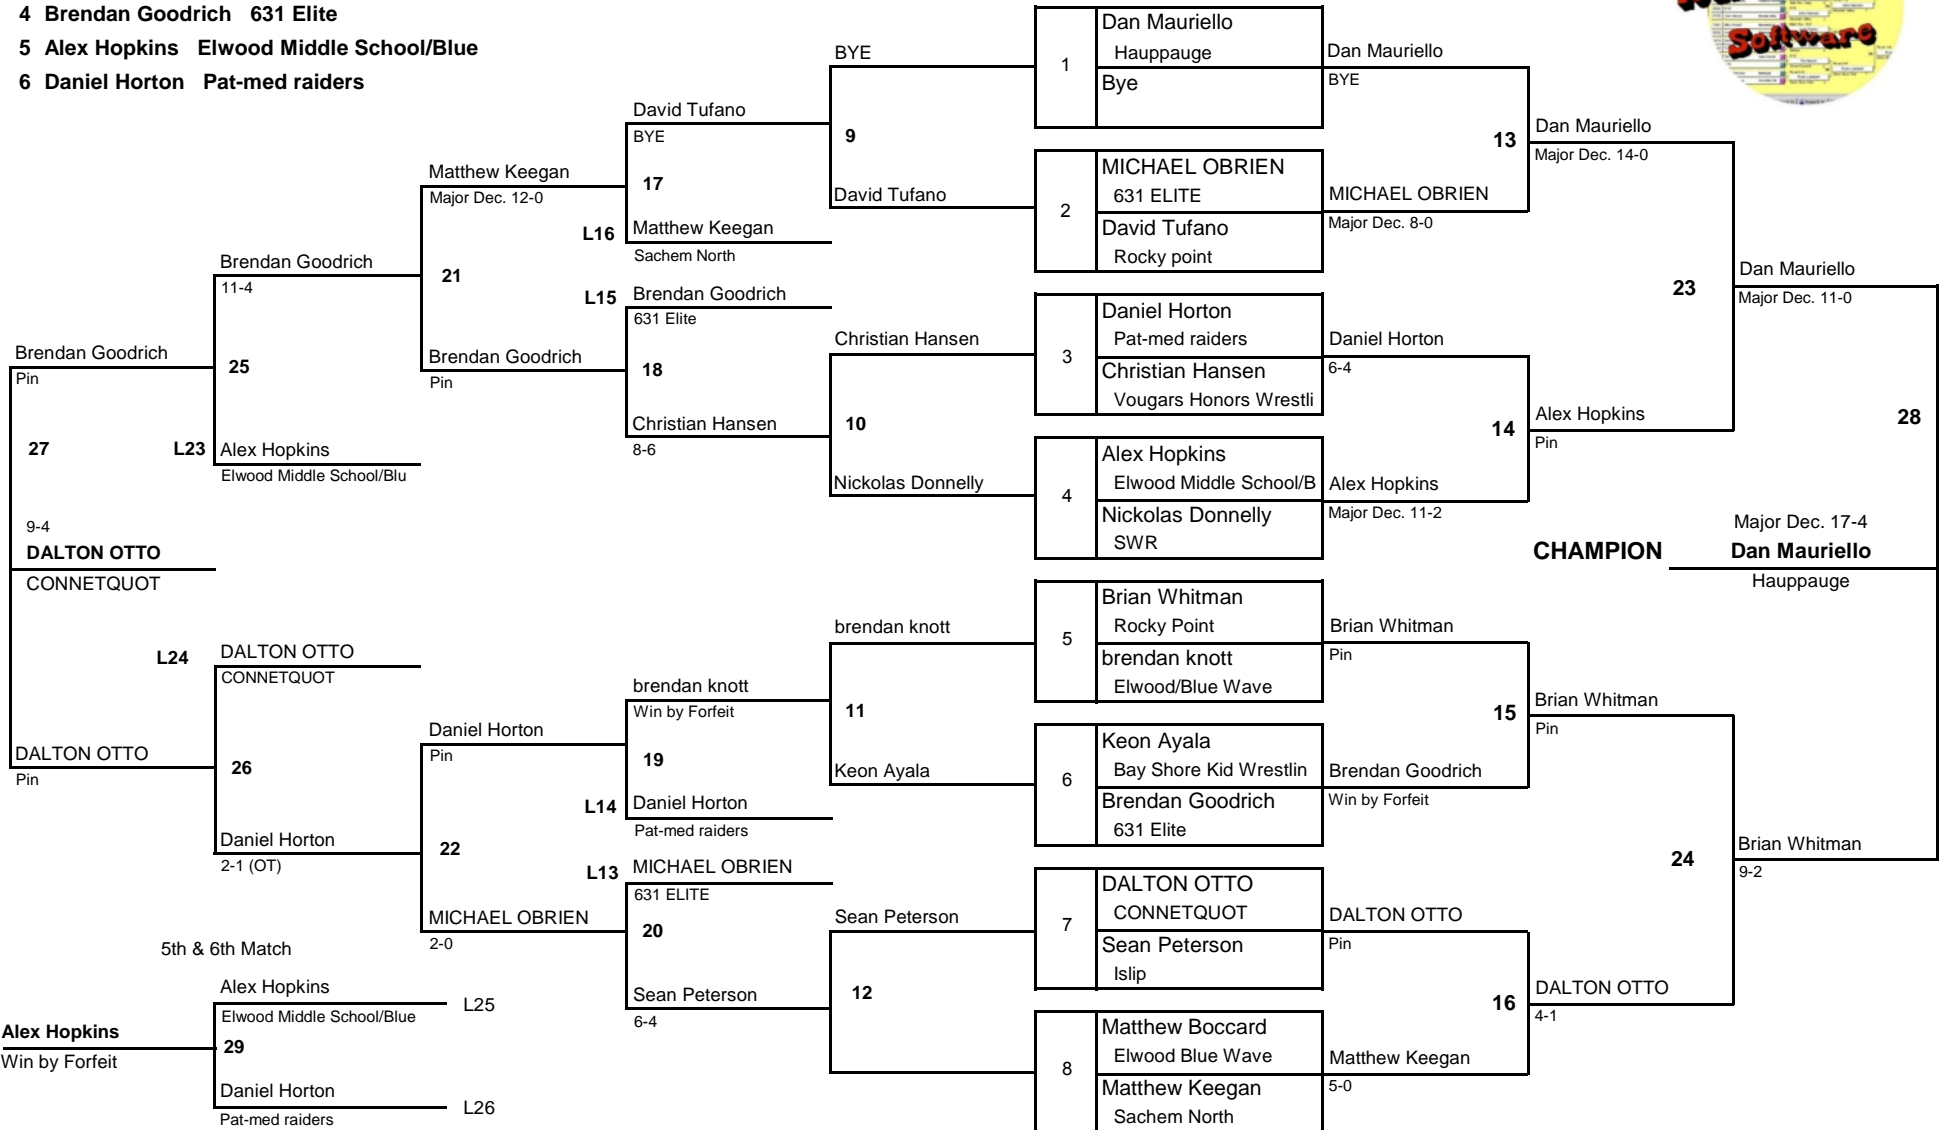 4 Brendan Goodrich 631 Elite
5 Alex Hopkins Elwood Middle School/Blue
6 Daniel Horton Pat-med raiders
Software
Brendan Goodrich
Pin
27
9-4
DALTON OTTO
CONNETQUOT
DALTON OTTO
Pin
Brendan Goodrich
11-4
25
L23
Alex Hopkins
Elwood Middle School/Blu
L24
DALTON OTTO
CONNETQUOT
26
Daniel Horton
2-1 (OT)
5th & 6th Match
Alex Hopkins
Elwood Middle School/Blue
L25
Alex Hopkins
Win by Forfeit
29
Daniel Horton
Pat-med raiders
L26
Matthew Keegan
Major Dec. 12-0
21
Brendan Goodrich
Pin
Daniel Horton
Pin
22
MICHAEL OBRIEN
2-0
David Tufano
BYE
17
L16
Matthew Keegan
Sachem North
L15
Brendan Goodrich
631 Elite
18
Christian Hansen
8-6
brendan knott
Win by Forfeit
19
L14
Daniel Horton
Pat-med raiders
L13
MICHAEL OBRIEN
631 ELITE
20
Sean Peterson
6-4
BYE
9
David Tufano
Christian Hansen
10
Nickolas Donnelly
brendan knott
11
Keon Ayala
Sean Peterson
12
1
Dan Mauriello
Hauppauge
Bye
2
MICHAEL OBRIEN
631 ELITE
David Tufano
Rocky point
3
Daniel Horton
Pat-med raiders
Christian Hansen
Vougars Honors Wrestli
4
Alex Hopkins
Elwood Middle School/B
Nickolas Donnelly
SWR
5
Brian Whitman
Rocky Point
brendan knott
Elwood/Blue Wave
6
Keon Ayala
Bay Shore Kid Wrestlin
Brendan Goodrich
631 Elite
7
DALTON OTTO
CONNETQUOT
Sean Peterson
Islip
8
Matthew Boccard
Elwood Blue Wave
Matthew Keegan
Sachem North
Dan Mauriello
BYE
13
MICHAEL OBRIEN
Major Dec. 8-0
Daniel Horton
6-4
14
Alex Hopkins
Major Dec. 11-2
Brian Whitman
Pin
15
Brendan Goodrich
Win by Forfeit
DALTON OTTO
Pin
16
Matthew Keegan
5-0
Dan Mauriello
Major Dec. 14-0
23
Alex Hopkins
Pin
Brian Whitman
Pin
24
DALTON OTTO
4-1
Dan Mauriello
Major Dec. 11-0
28
Major Dec. 17-4
CHAMPION
Dan Mauriello
Hauppauge
Brian Whitman
9-2